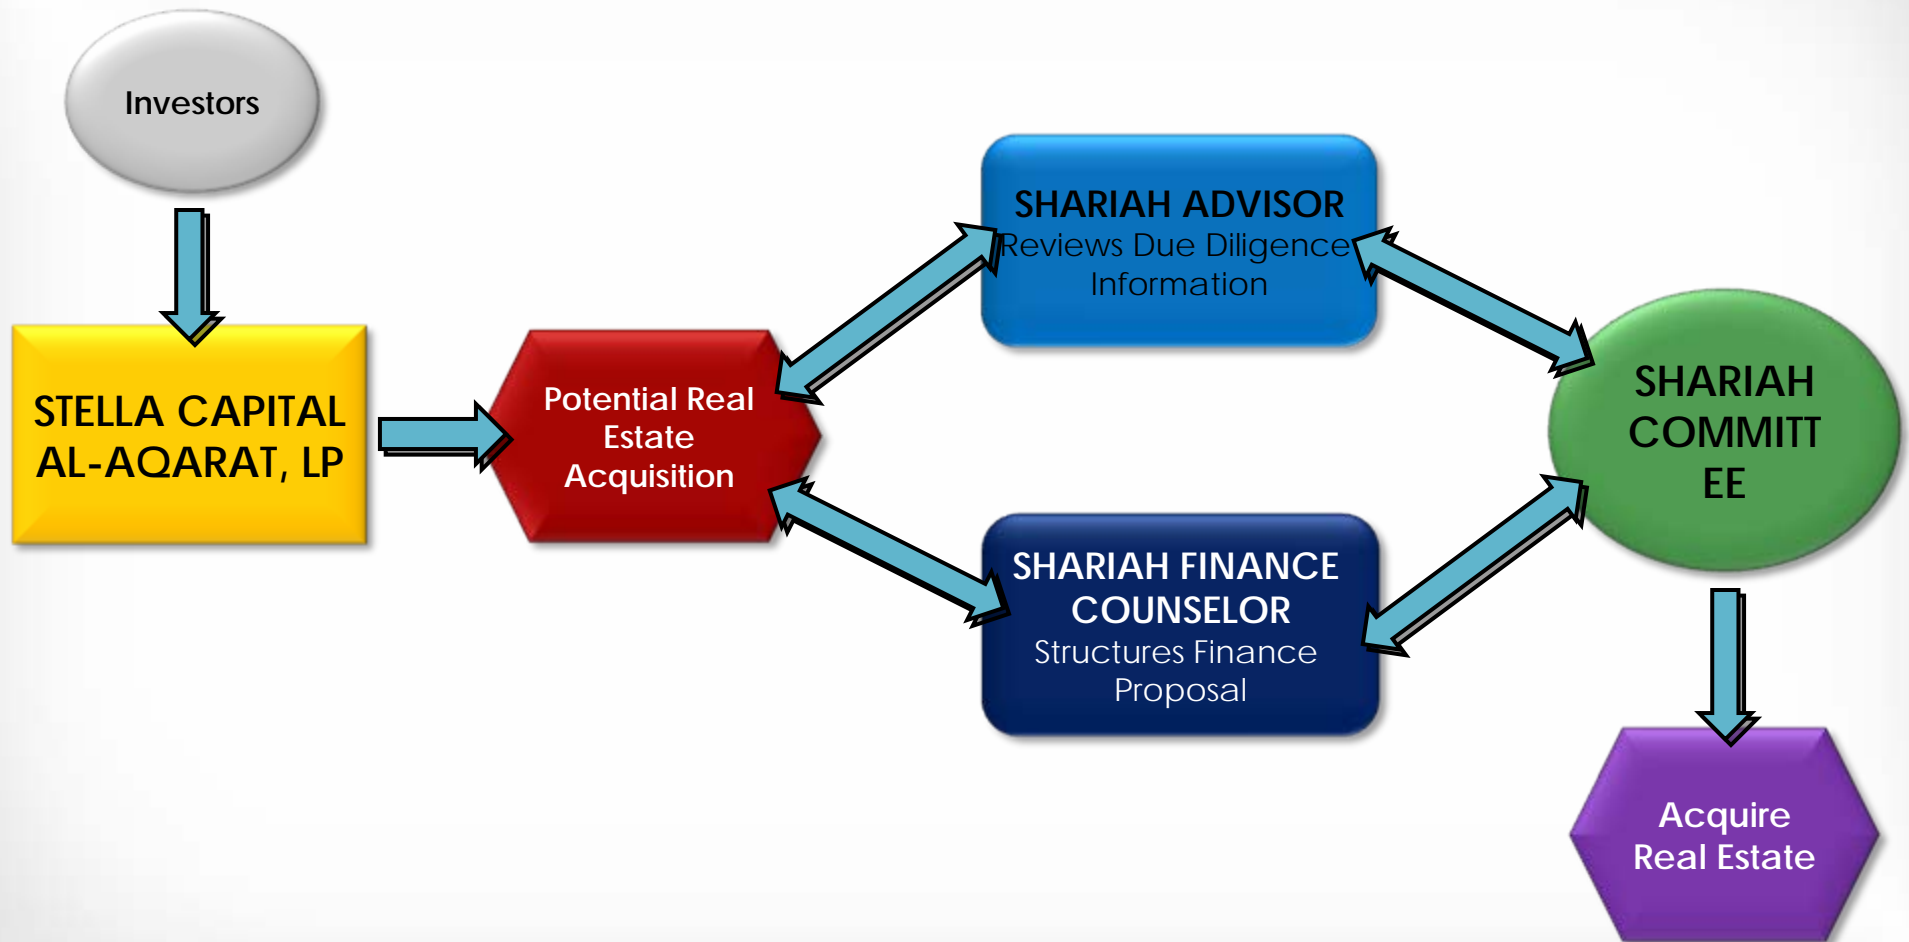 Investors
STELLA CAPITAL
AL-AQARAT, LP
Potential Real
Estate
Acquisition
SHARIAH ADVISOR
Reviews Due Diligence
Information
SHARIAH FINANCE
COUNSELOR
Structures Finance
Proposal
SHARIAH
COMMITT
EE
Acquire
Real Estate